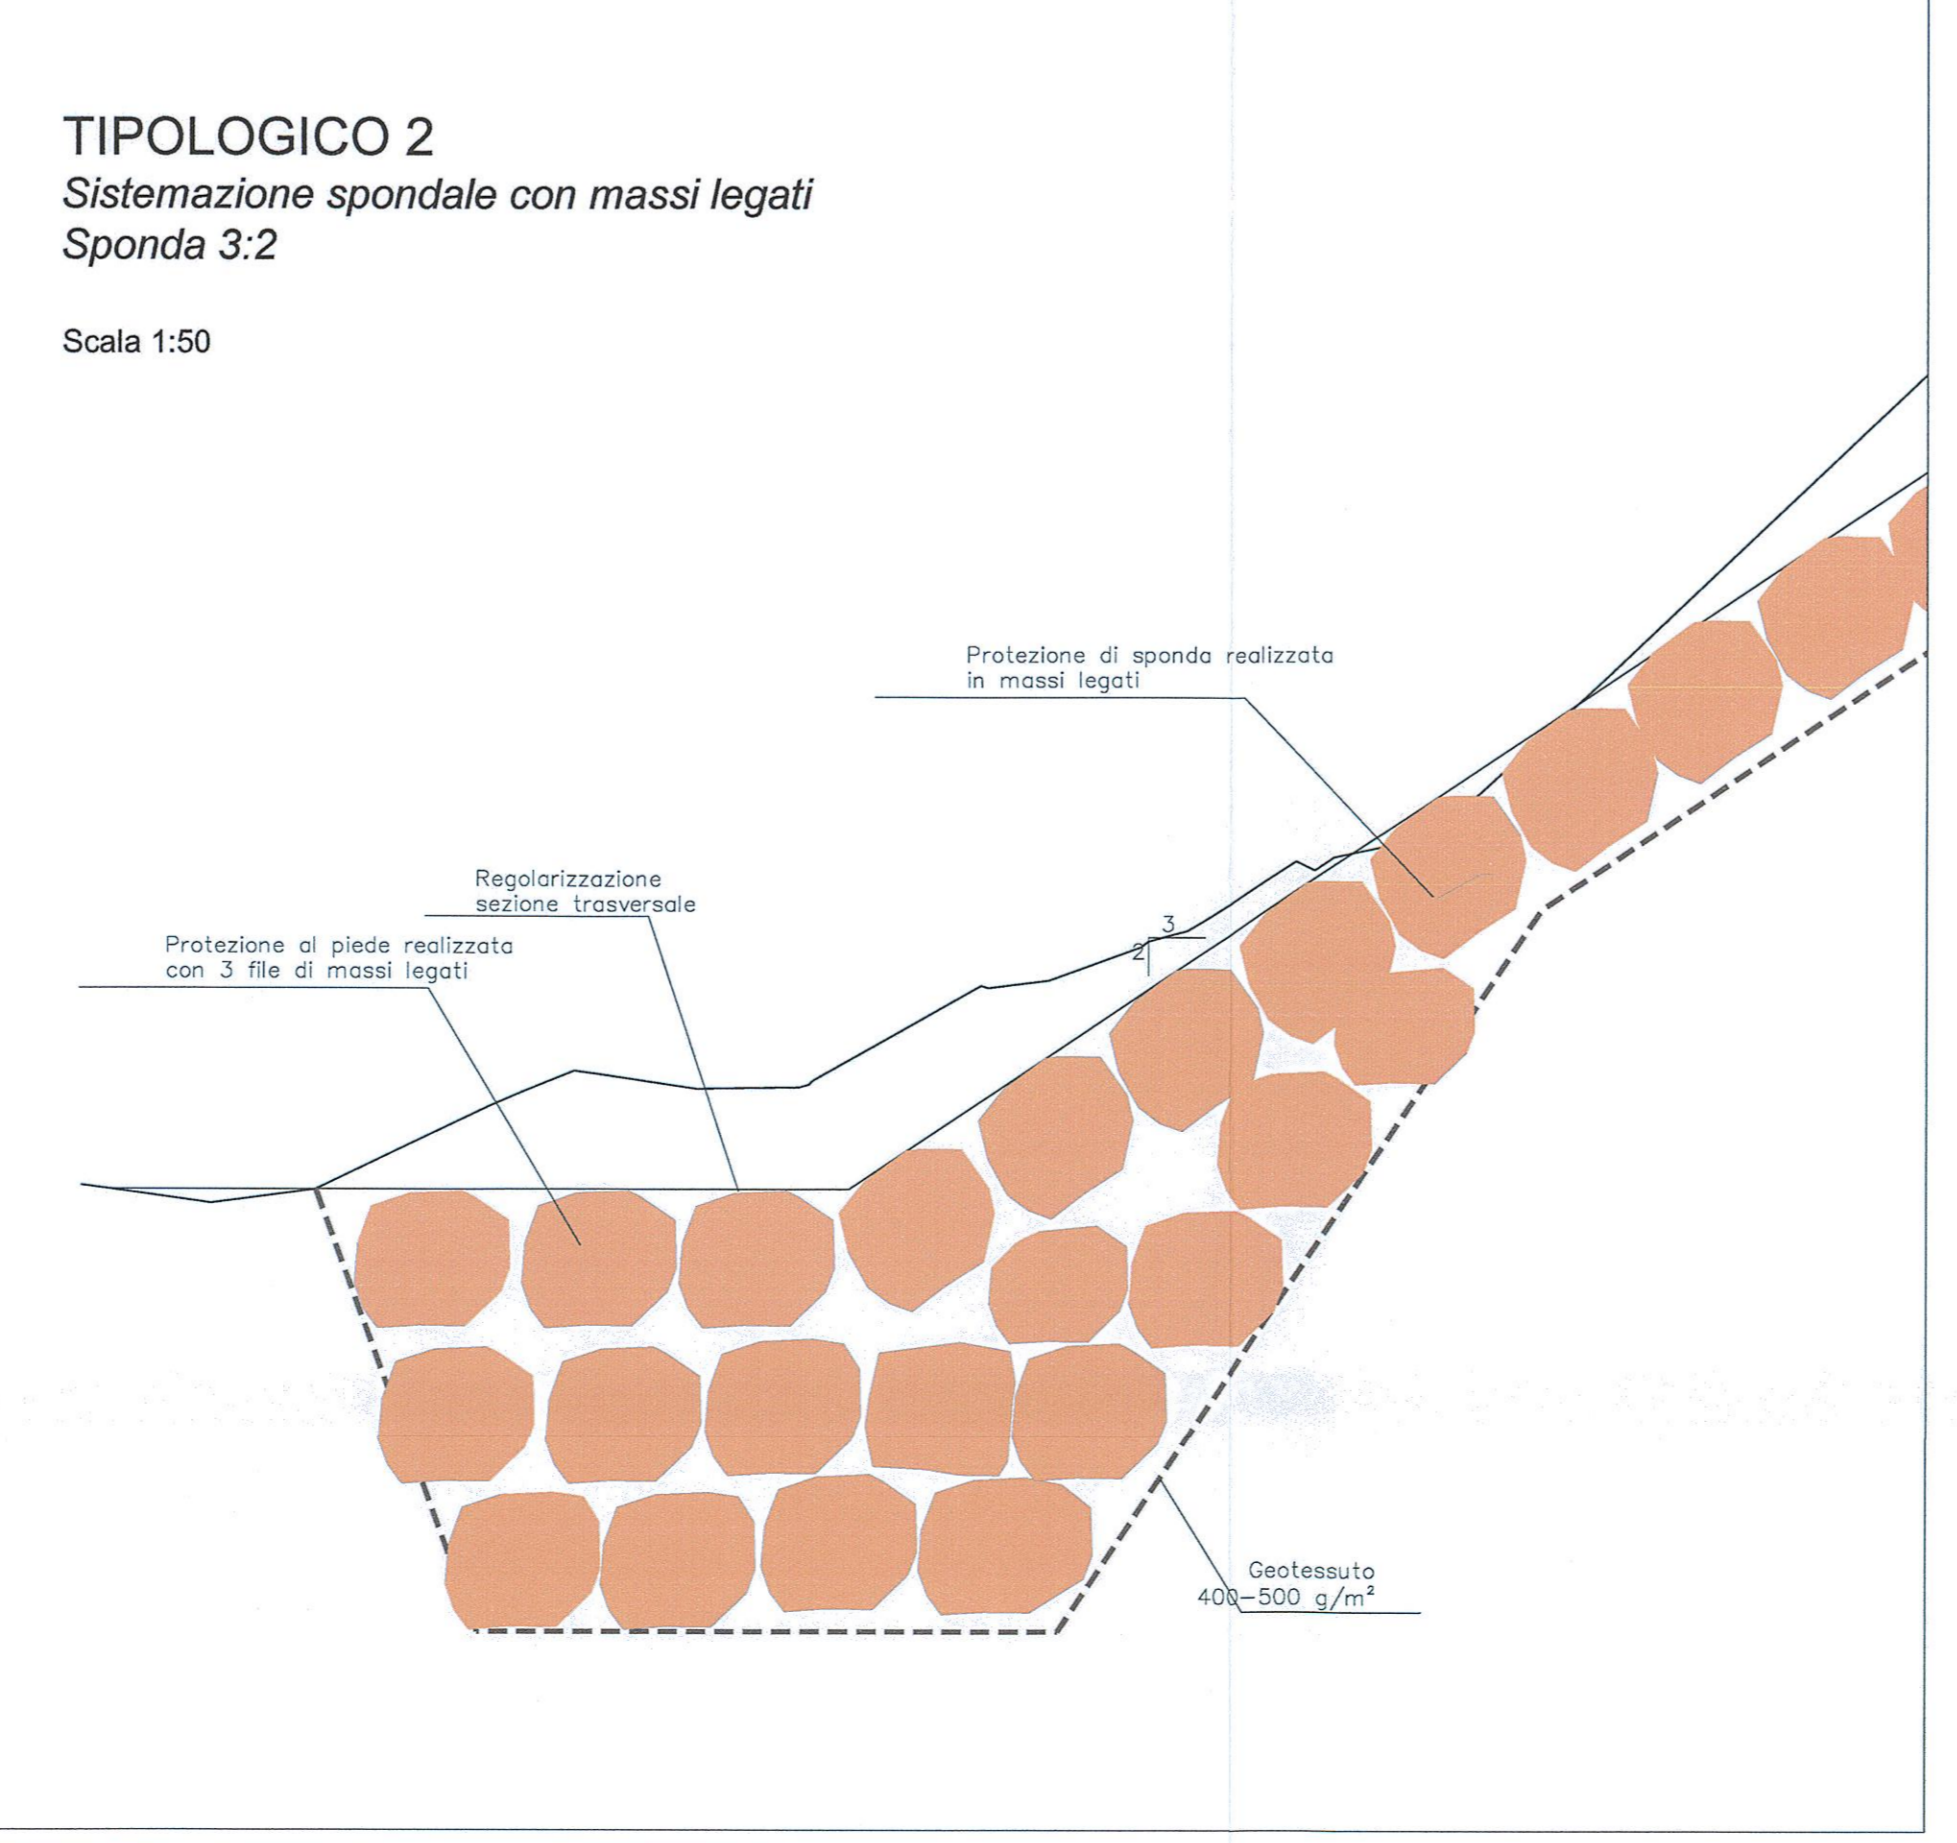 TIPOLOGICO 2
Sistemazione spondale con massi legati
Sponda 3:2
Scala 1:50
Protezione di sponda realizzata
in massi legati
Regolarizzazione
sezione trasversale
3
2
Protezione al piede realizzata
con 3 file di massi legati
Geotessuto
400-500 g/m²